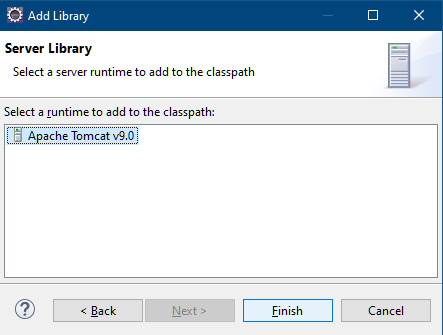 Add Library
Server Library
Select a server runtime to add to the classpath
Select a runtime to add to the classpath:
Apache Tomcat v9.0
?
< Back
Next >
Finish
Cancel